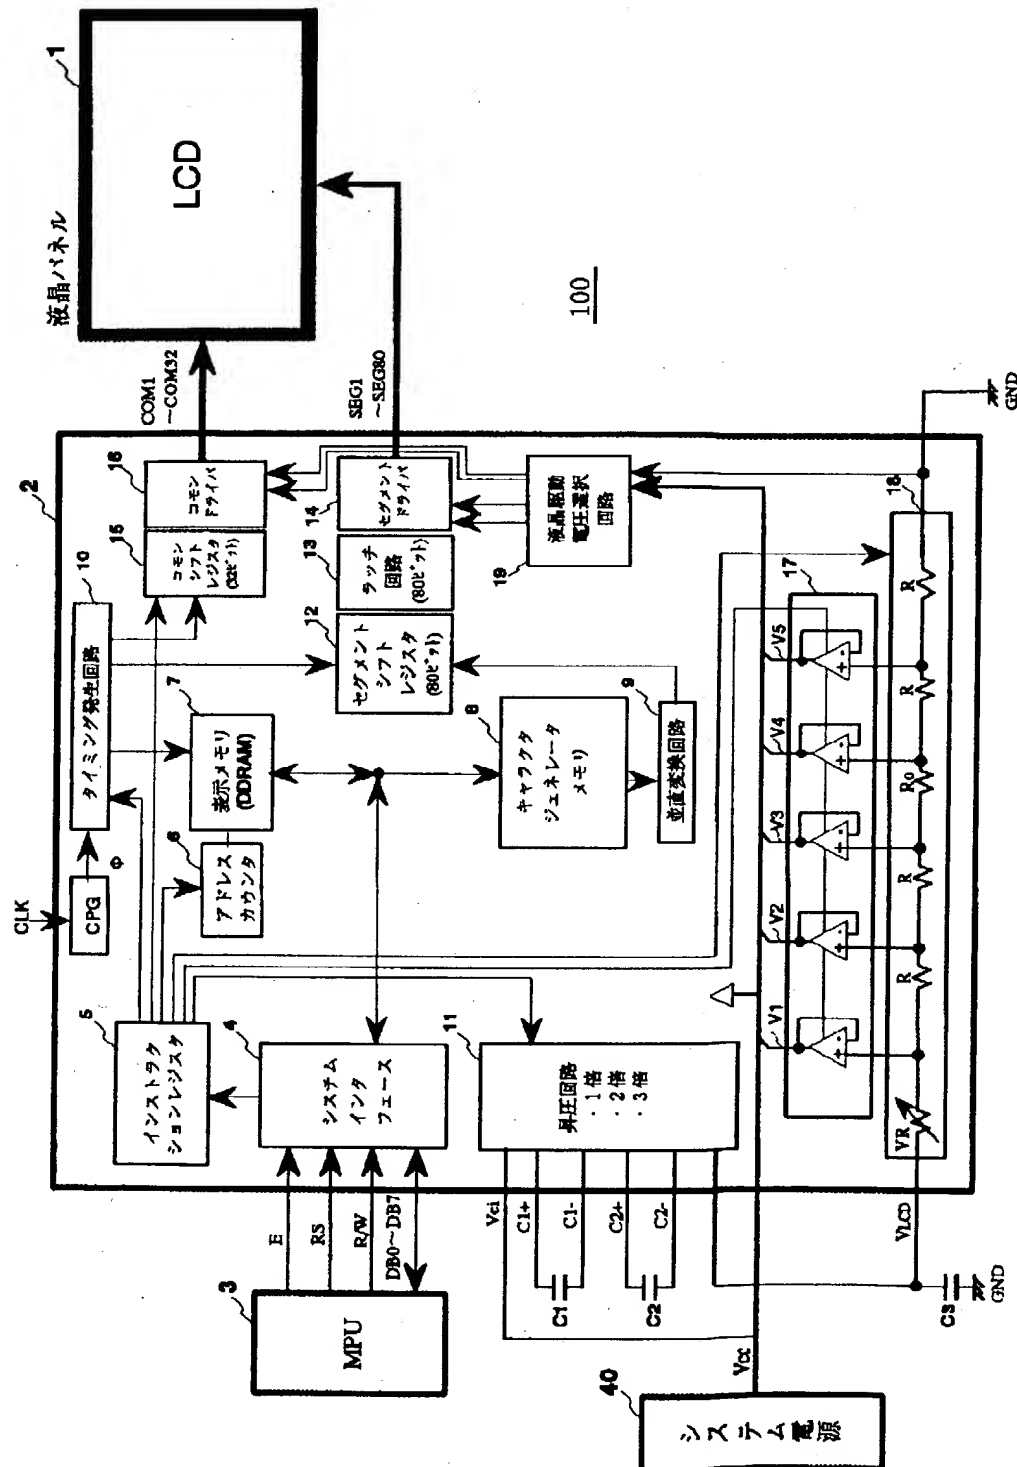 液晶パネル
1
LCD
COM1
~COM32
SEG1
~SEG80
100
2
16
コモン
ドライバ
15
コモン
シフト
レジスタ
(32ビット)
14
セグメント
ドライバ
13
ラッチ
回路
(80ビット)
12
セグメント
シフト
レジスタ
(80ビット)
19
液晶駆動
電圧選択
回路
10
タイミング発生回路
CLK
CPG
Φ
7
表示メモリ
(DDRAM)
6
アドレス
カウンタ
8
キャラクタ
ジェネレータ
メモリ
9
並直変換回路
5
インストラク
ションレジスタ
4
システム
インタ
フェース
11
昇圧回路
・1倍
・2倍
・3倍
3
MPU
E
RS
R/W
DB0~DB7
Vci
C1+
C1-
C2+
C2-
C1
C2
VLCD
C3
GND
Vcc
40
システム電源
17
V1
V2
V3
V4
V5
+
-
+
-
+
-
+
-
+
-
18
VR
R
R
R0
R
R
GND